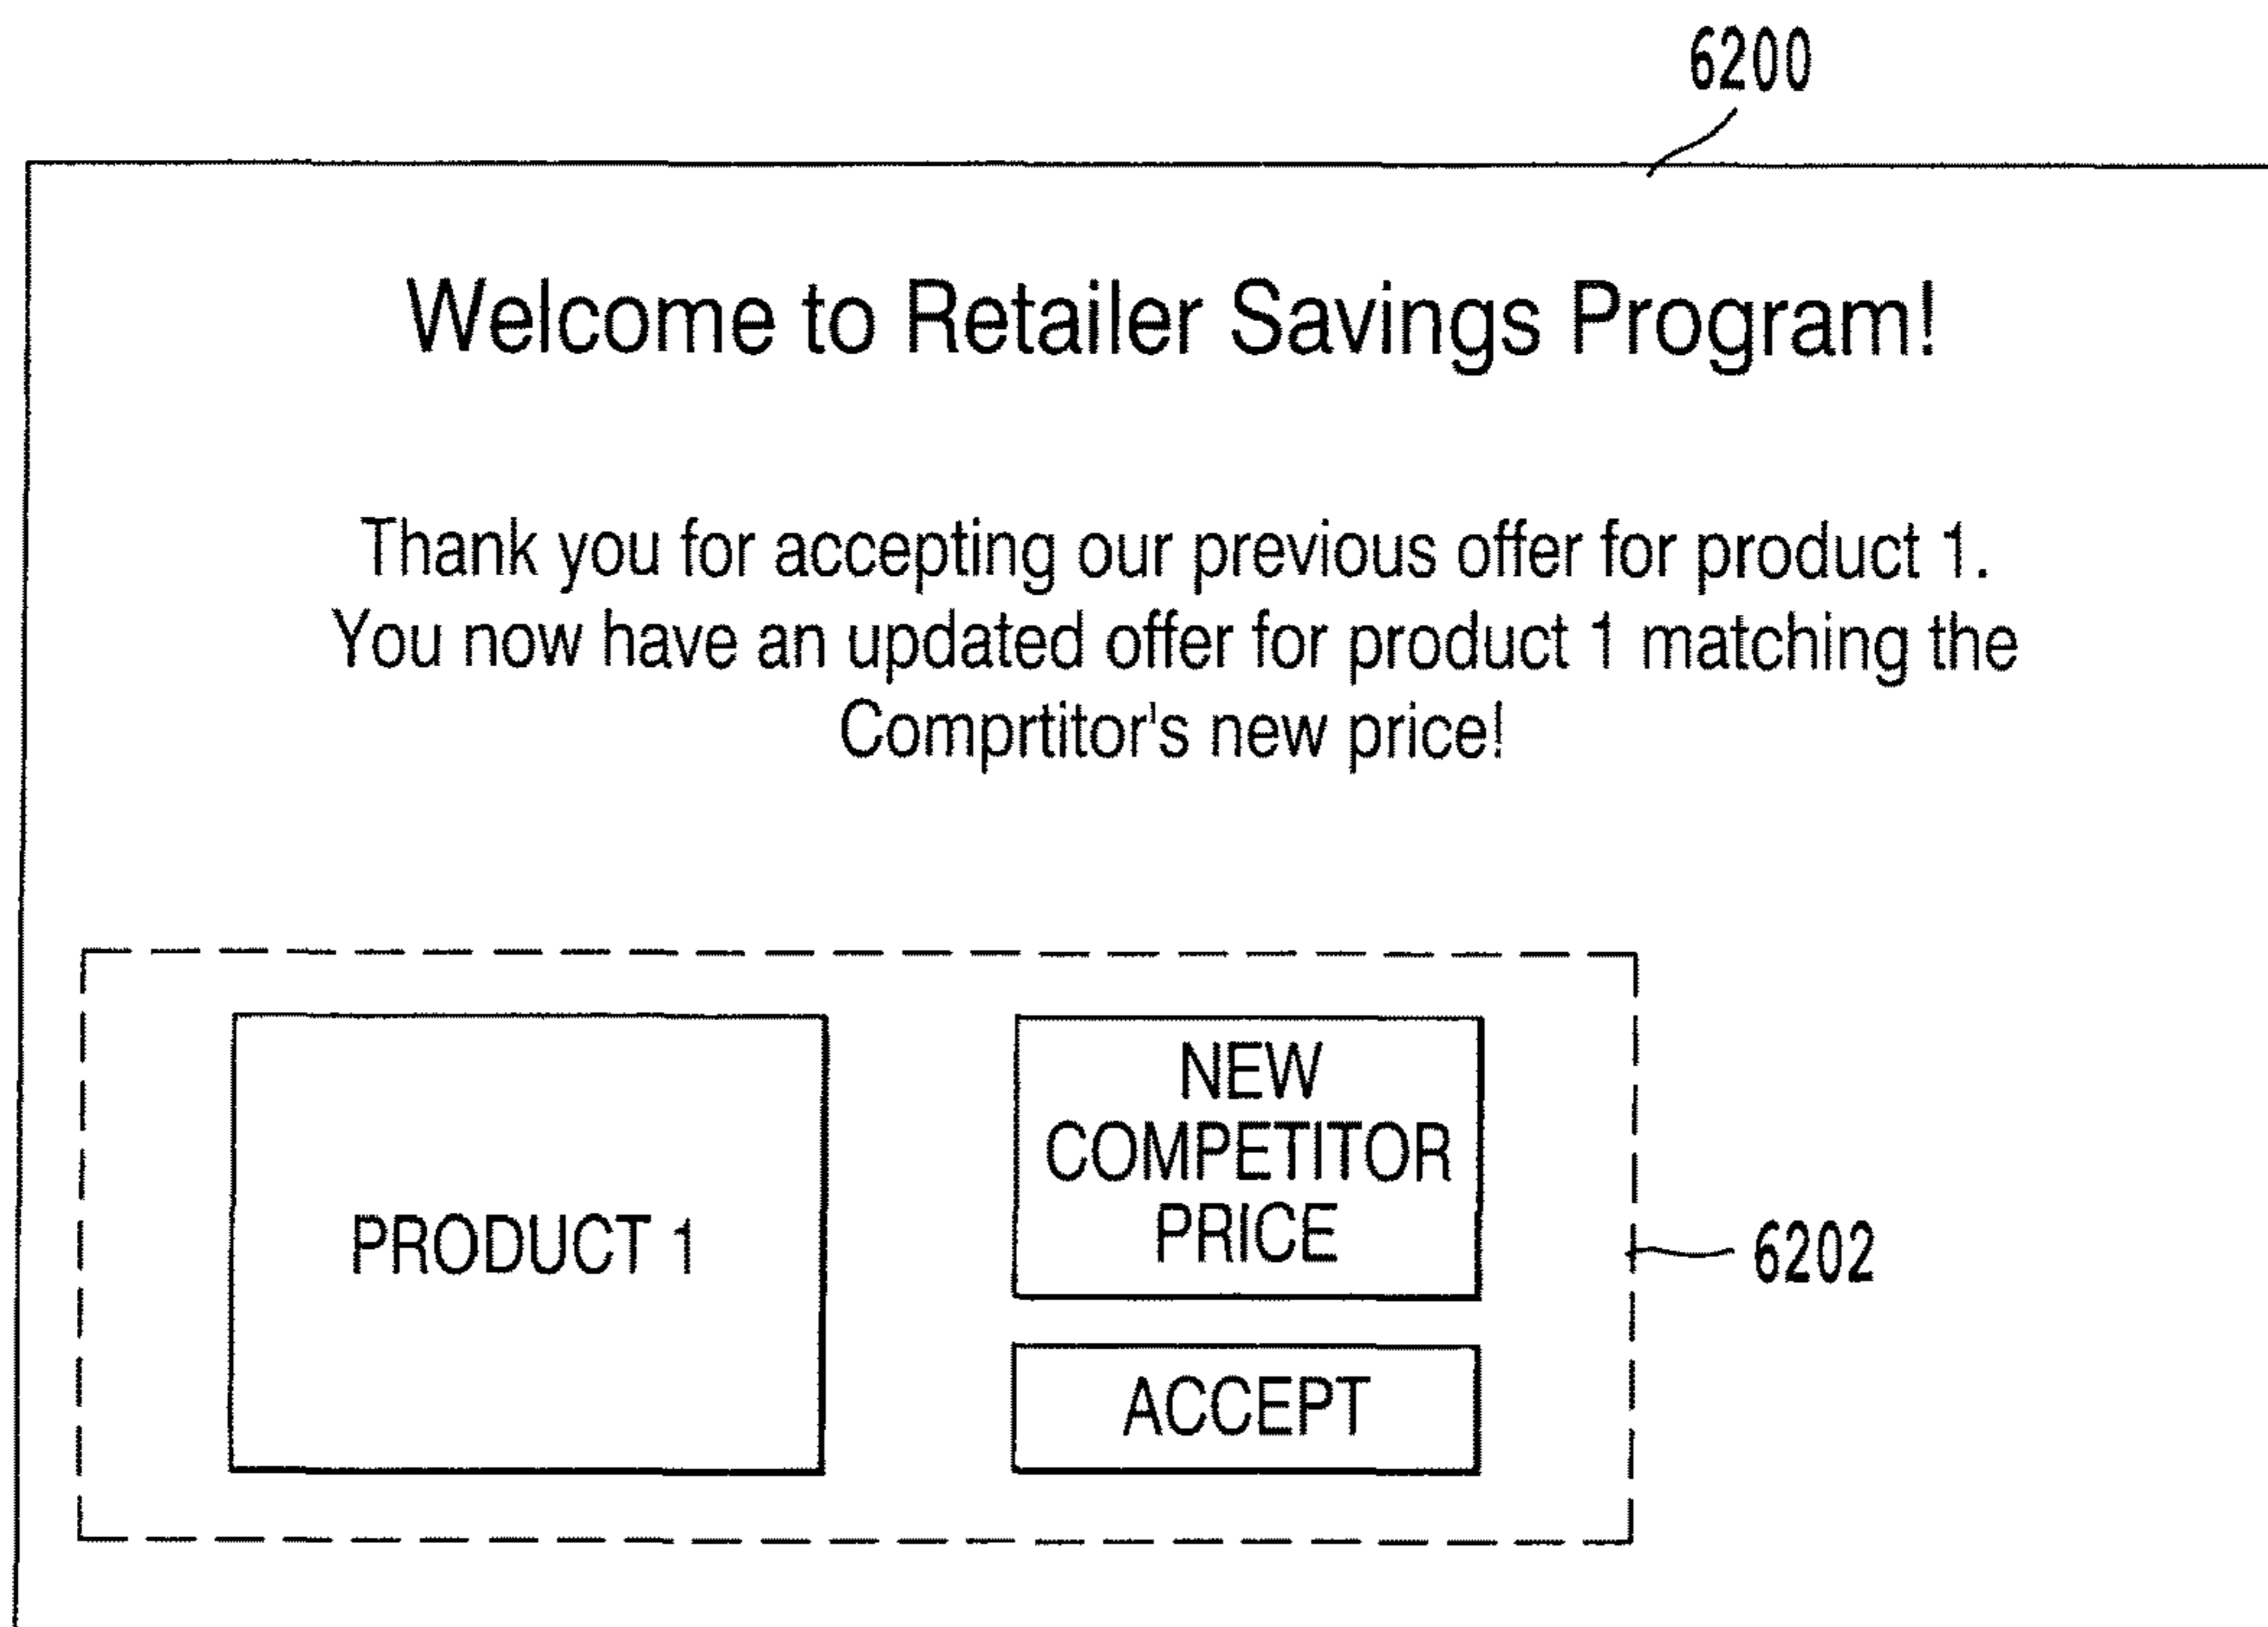 6200
Welcome to Retailer Savings Program!
Thank you for accepting our previous offer for product 1.
You now have an updated offer for product 1 matching the
Comprtitor's new price!
NEW
COMPETITOR
PRICE
PRODUCT 1
6202
ACCEPT